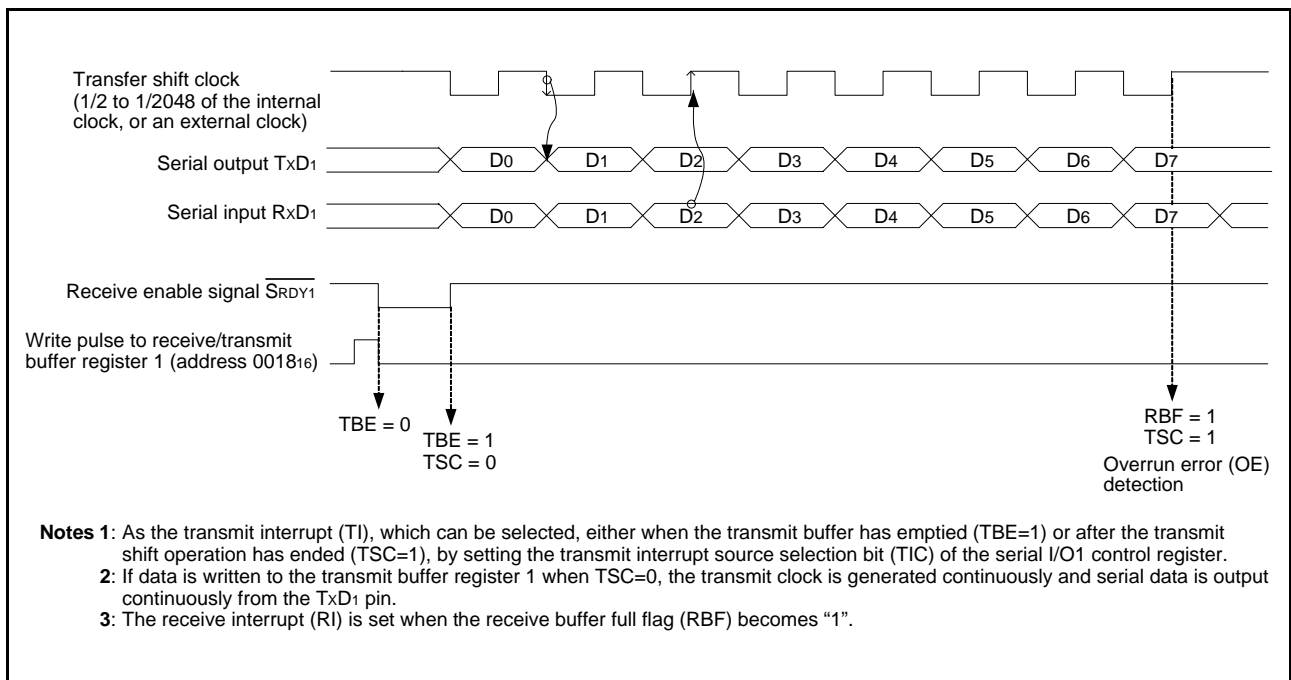 Transfer shift clock
(1/2 to 1/2048 of the internal
clock, or an external clock)
Serial output TxD1
D0 D1 D2 D3 D4 D5 D6 D7
Serial input RxD1
D0 D1 D2 D3 D4 D5 D6 D7
Receive enable signal SRDY1
Write pulse to receive/transmit
buffer register 1 (address 001816)
TBE = 0
TBE = 1
TSC = 0
RBF = 1
TSC = 1
Overrun error (OE)
detection
Notes 1: As the transmit interrupt (TI), which can be selected, either when the transmit buffer has emptied (TBE=1) or after the transmit
shift operation has ended (TSC=1), by setting the transmit interrupt source selection bit (TIC) of the serial I/O1 control register.
2: If data is written to the transmit buffer register 1 when TSC=0, the transmit clock is generated continuously and serial data is output
continuously from the TxD1 pin.
3: The receive interrupt (RI) is set when the receive buffer full flag (RBF) becomes “1”.